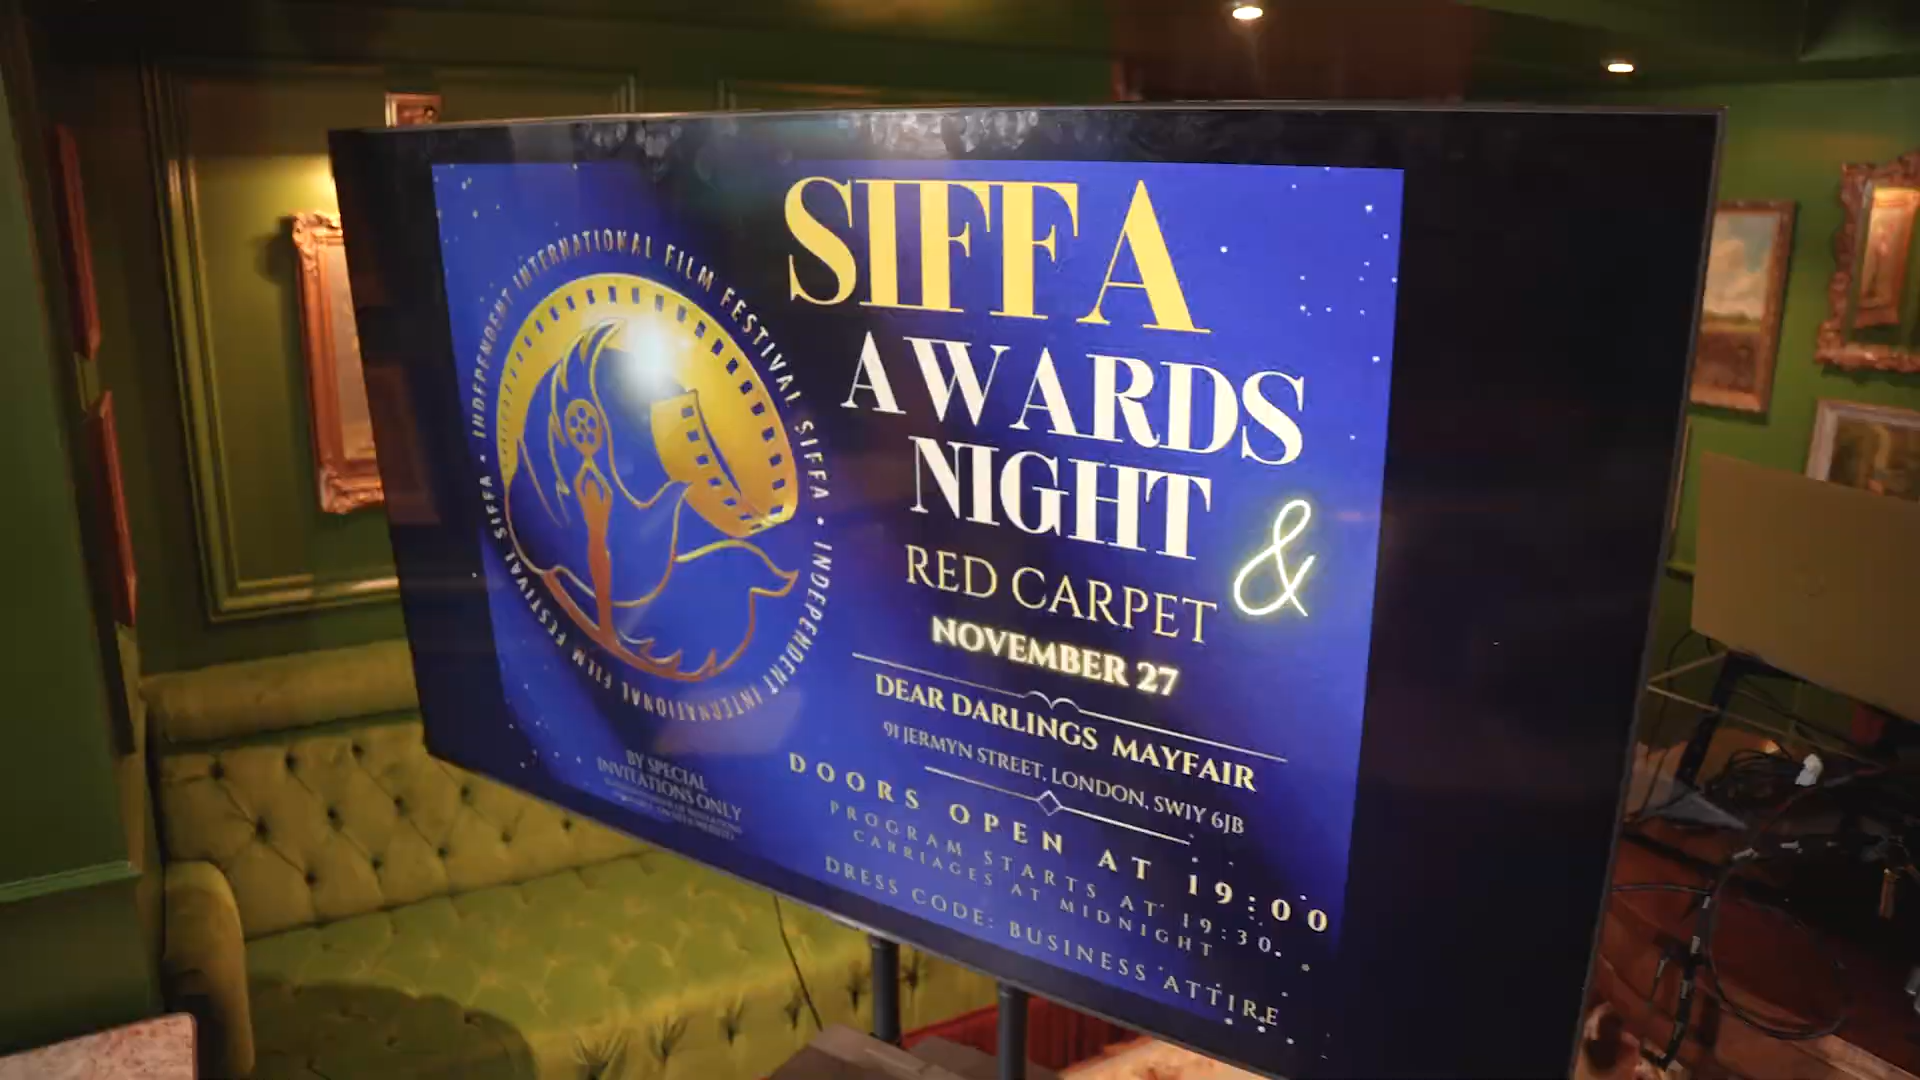 SIFFA
AWARDS
NIGHT &
RED CARPET
NOVEMBER 27
DEAR DARLINGS MAYFAIR
91 JERMYN STREET, LONDON, SW1Y 6JB
DOORS OPEN AT 19:00
PROGRAM STARTS AT 19:30
CARRIAGES AT MIDNIGHT
DRESS CODE: BUSINESS ATTIRE
INDEPENDENT INTERNATIONAL FILM FESTIVAL SIFFA • INDEPENDENT INTERNATIONAL FILM FESTIVAL SIFFA •
BY SPECIAL
INVITATIONS ONLY